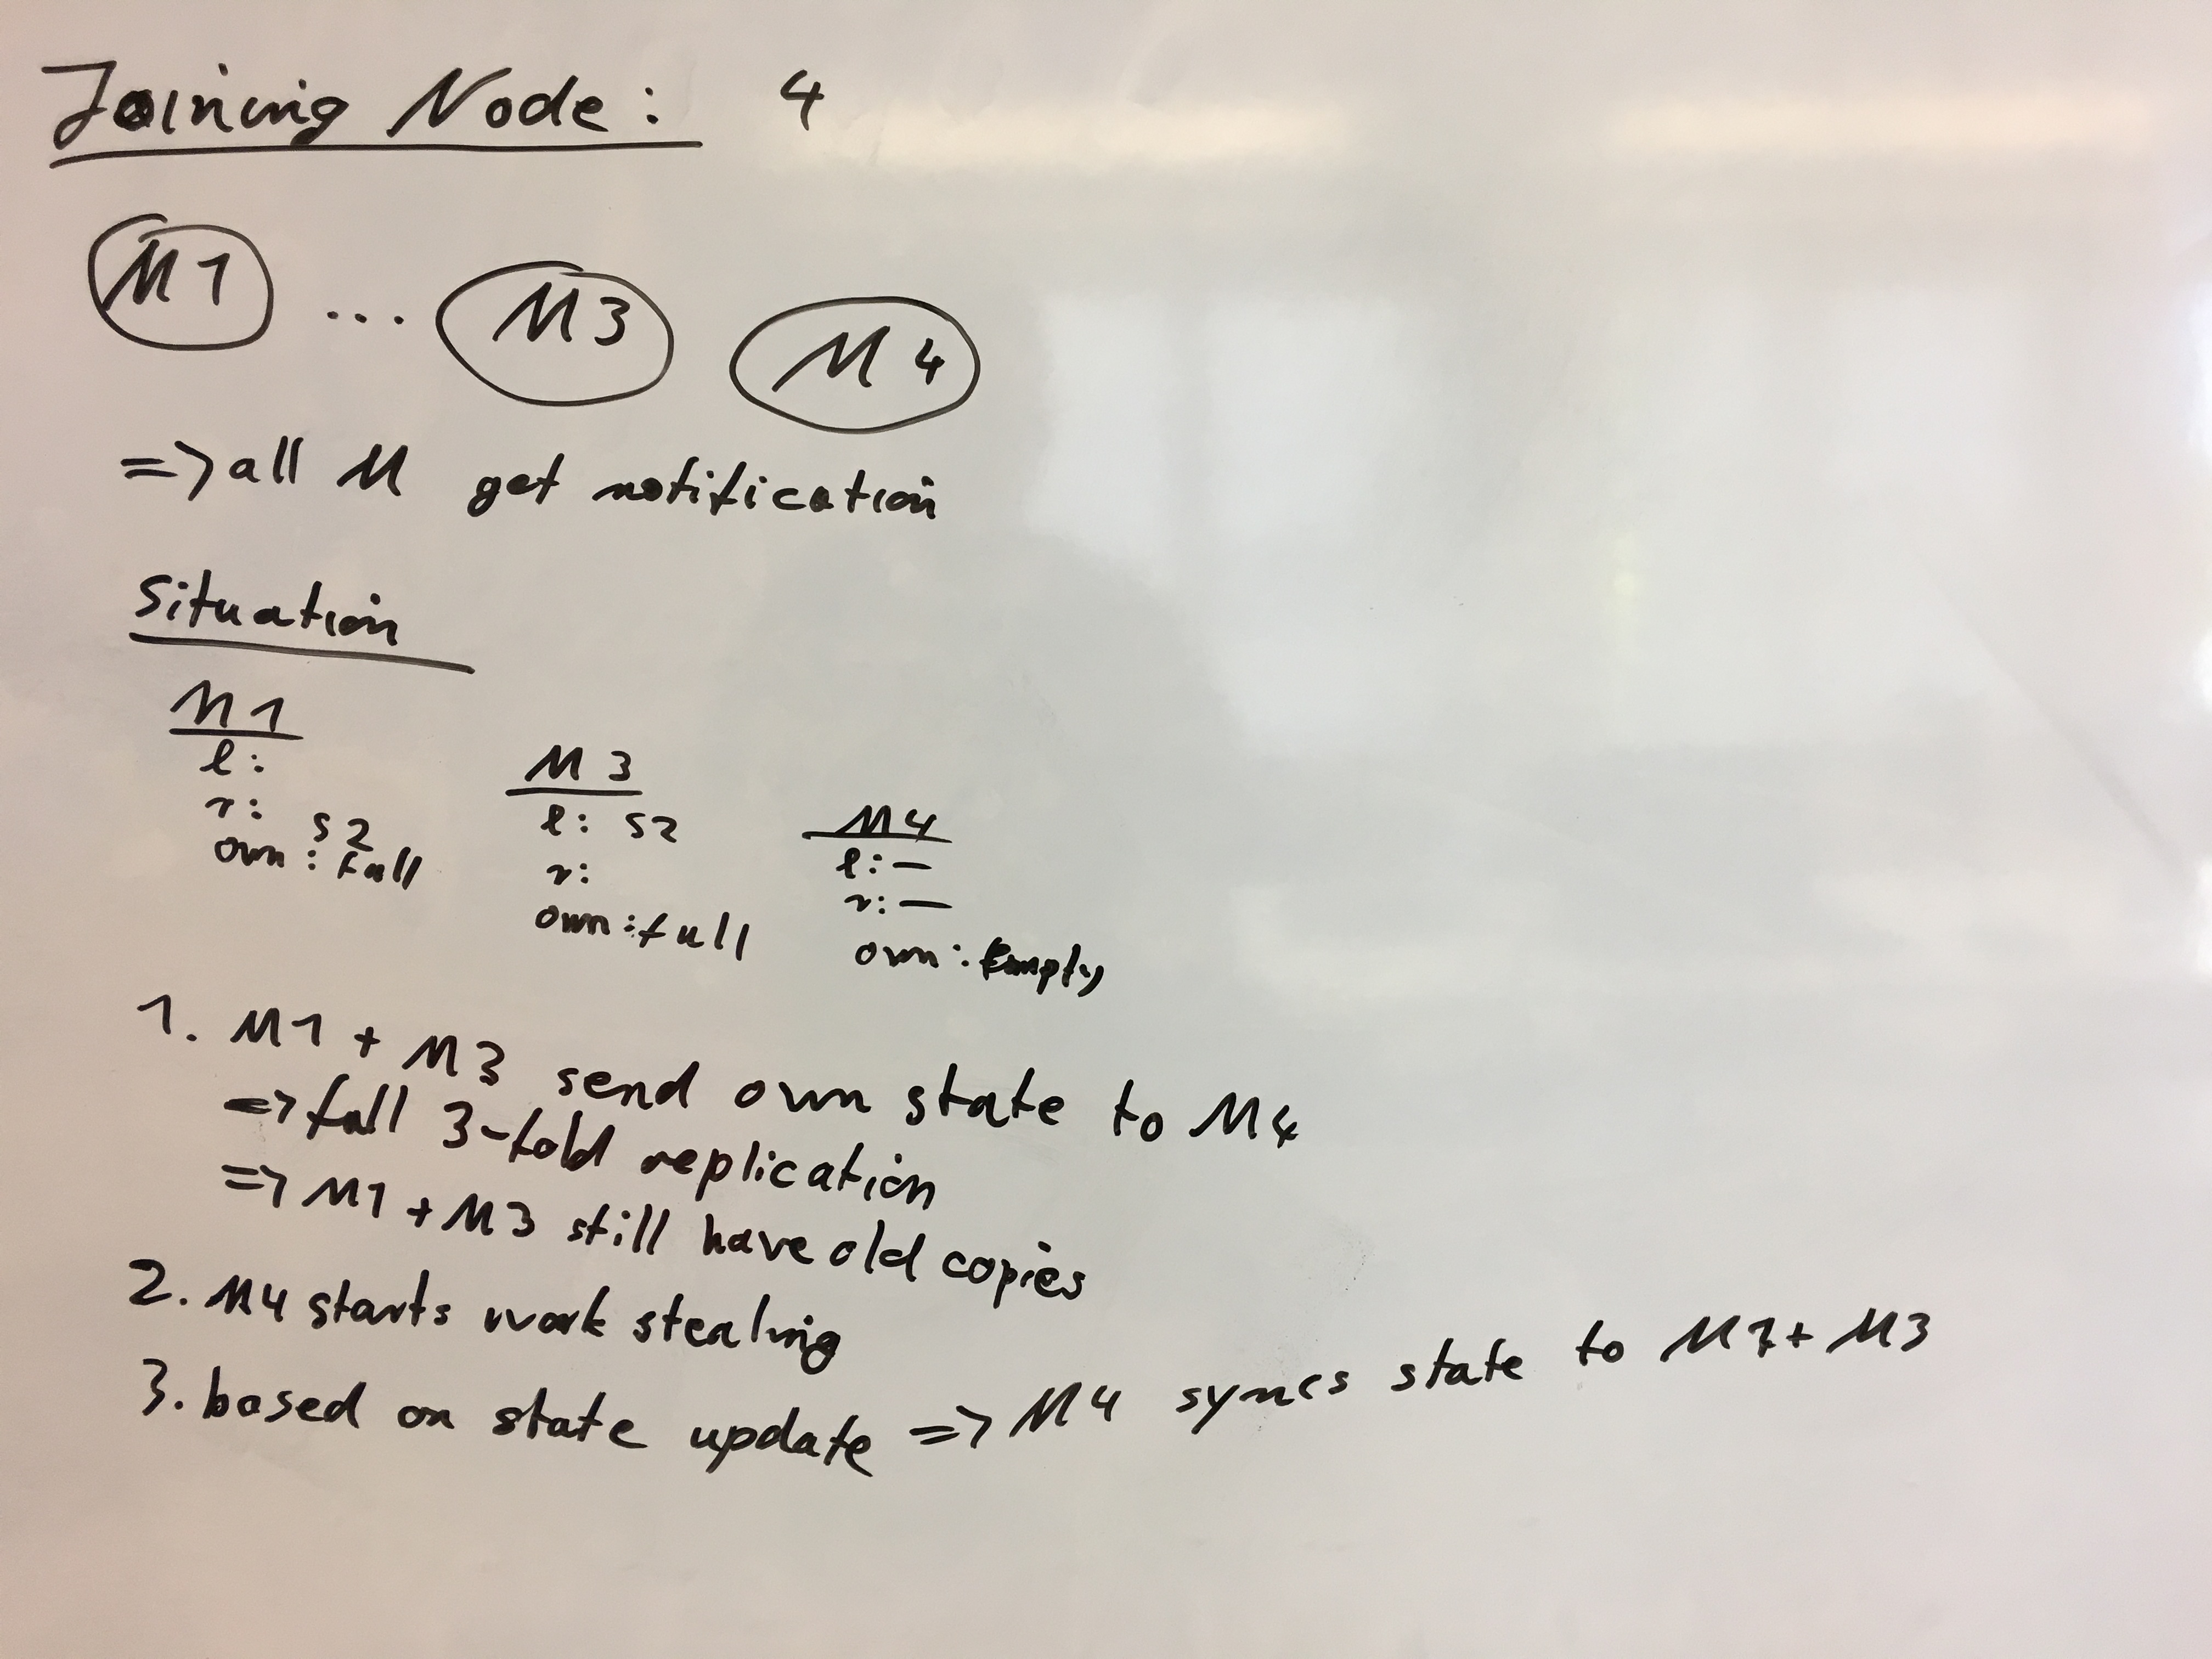 Joining Node: 4
M1 ... M3 M4
=> all M get notification
Situation
M1
l:
r: S2
own: full
M3
l: S2
r:
own: full
M4
l: —
r: —
own: Empty
1. M1 + M3 send own state to M4
=> full 3-fold replication
=> M1 + M3 still have old copies
2. M4 starts work stealing
3. based on state update => M4 syncs state to M1 + M3